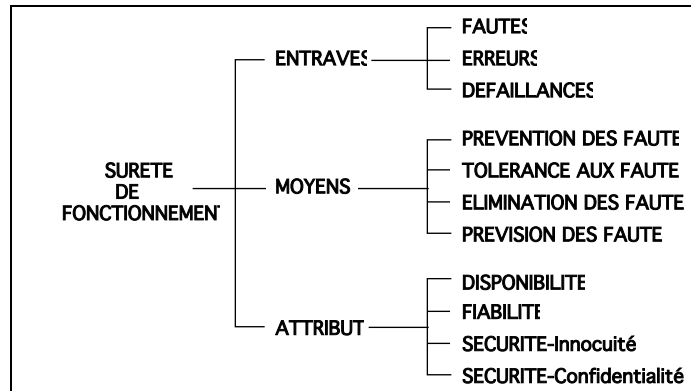 FAUTES
ENTRAVES
ERREURS
DEFAILLANCES
SURETE
DE
FONCTIONNEMENT
MOYENS
PREVENTION DES FAUTE
TOLERANCE AUX FAUTE
ELIMINATION DES FAUTE
PREVISION DES FAUTE
ATTRIBUT
DISPONIBILITE
FIABILITE
SECURITE-Innocuité
SECURITE-Confidentialité